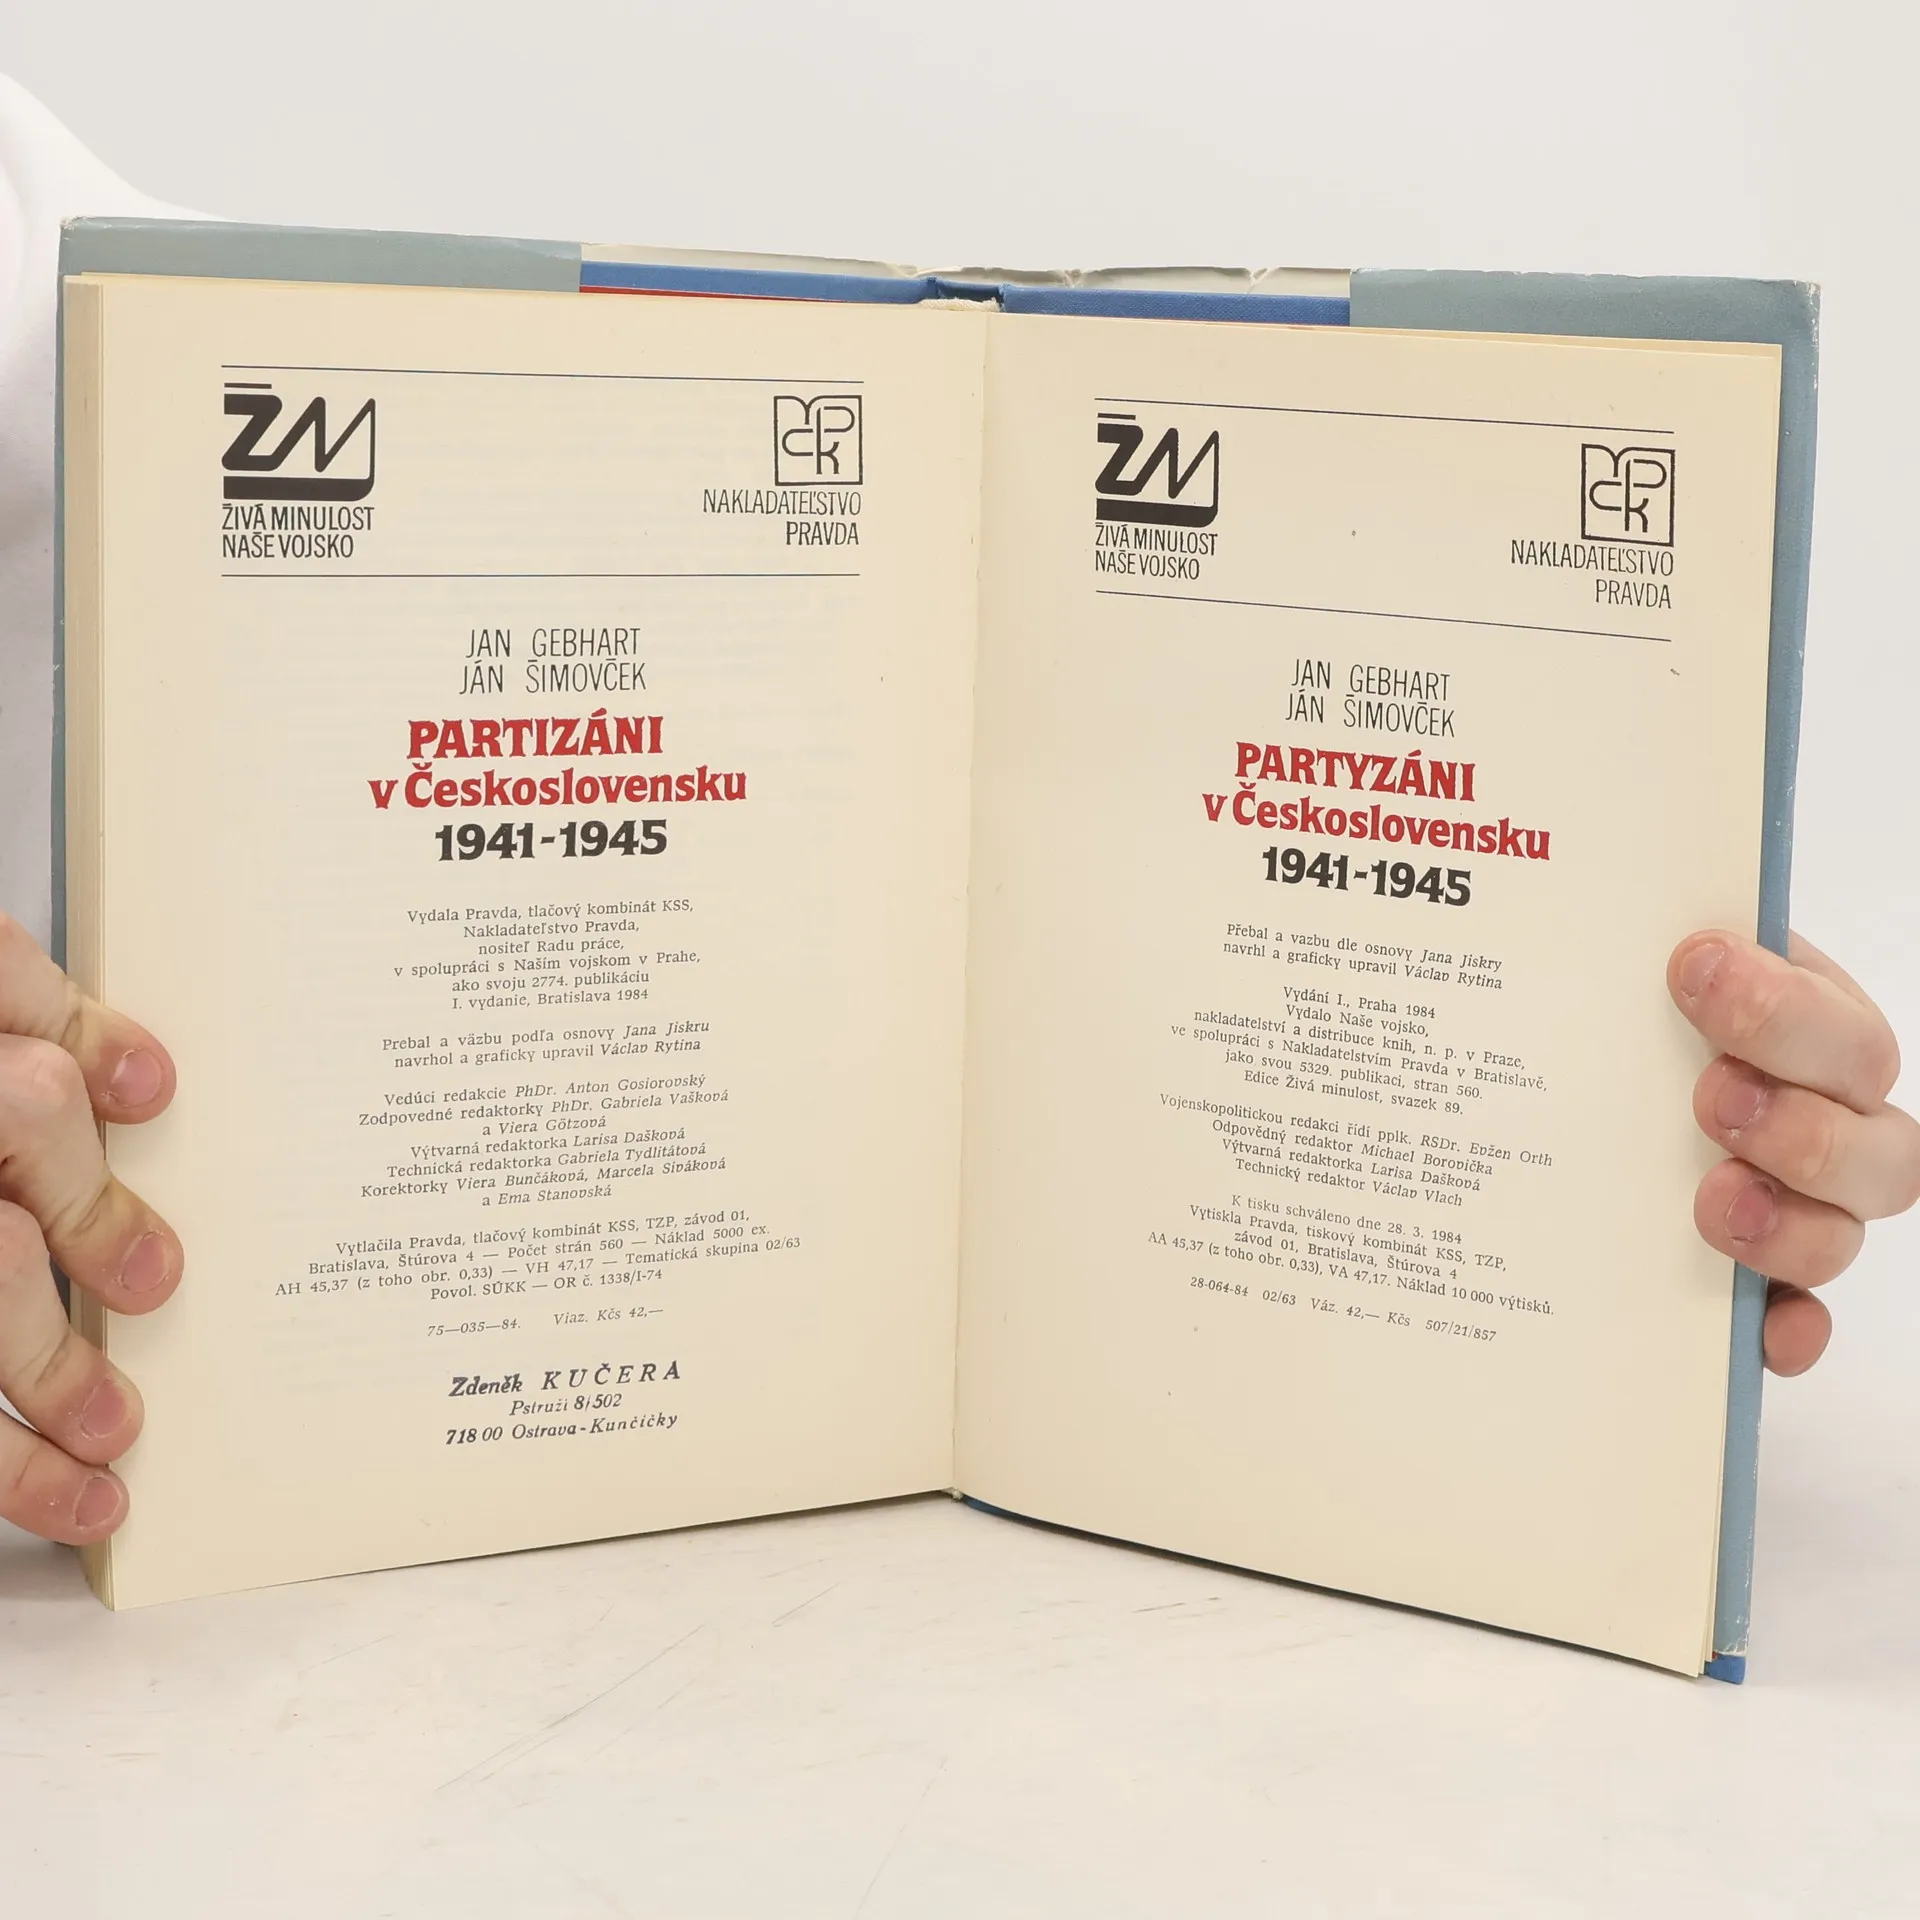 ŽM
ŽIVÁ MINULOST
NAŠE VOJSKO
NAKLADATEĽSTVO
PRAVDA
JAN GEBHART
JÁN ŠIMOVČEK
PARTIZÁNI
v Československu
1941-1945
Vydala Pravda, tlačový kombinát KSS,
Nakladateľstvo Pravda,
nositeľ Radu práce,
v spolupráci s Naším vojskom v Prahe,
ako svoju 2774. publikáciu
I. vydanie, Bratislava 1984
Prebal a väzbu podľa osnovy Jana Jiskru
navrhol a graficky upravil Václav Rytina
Vedúci redakcie PhDr. Anton Gosiorovský
Zodpovedné redaktorky PhDr. Gabriela Vašková
a Viera Götzová
Výtvarná redaktorka Larisa Dašková
Technická redaktorka Gabriela Tydlitátová
Korektorky Viera Bunčáková, Marcela Siváková
a Ema Stanovská
Vytlačila Pravda, tlačový kombinát KSS, TZP, závod 01,
Bratislava, Štúrova 4 — Počet strán 560 — Náklad 5000 ex.
AH 45,37 (z toho obr. 0,33) — VH 47,17 — Tematická skupina 02/63
Povol. SÚKK — OR č. 1338/I-74
75—035—84. Viaz. Kčs 42,—
Zdeněk KUČERA
Pstruží 8/502
718 00 Ostrava-Kunčičky
ŽM
ŽIVÁ MINULOST
NAŠE VOJSKO
NAKLADATEĽSTVO
PRAVDA
JAN GEBHART
JÁN ŠIMOVČEK
PARTYZÁNI
v Československu
1941-1945
Přebal a vazbu dle osnovy Jana Jiskry
navrhl a graficky upravil Václav Rytina
Vydání I., Praha 1984
Vydalo Naše vojsko,
nakladatelství a distribuce knih, n. p. v Praze,
ve spolupráci s Nakladatelstvím Pravda v Bratislavě,
jako svou 5329. publikaci, stran 560.
Edice Živá minulost, svazek 89.
Vojenskopolitickou redakci řídí pplk. RSDr. Evžen Orth
Odpovědný redaktor Michael Borovička
Výtvarná redaktorka Larisa Dašková
Technický redaktor Václav Vlach
K tisku schváleno dne 28. 3. 1984
Vytiskla Pravda, tiskový kombinát KSS, TZP,
závod 01, Bratislava, Štúrova 4
AA 45,37 (z toho obr. 0,33), VA 47,17. Náklad 10 000 výtisků.
28-064-84 02/63 Váz. 42,— Kčs 507/21/857